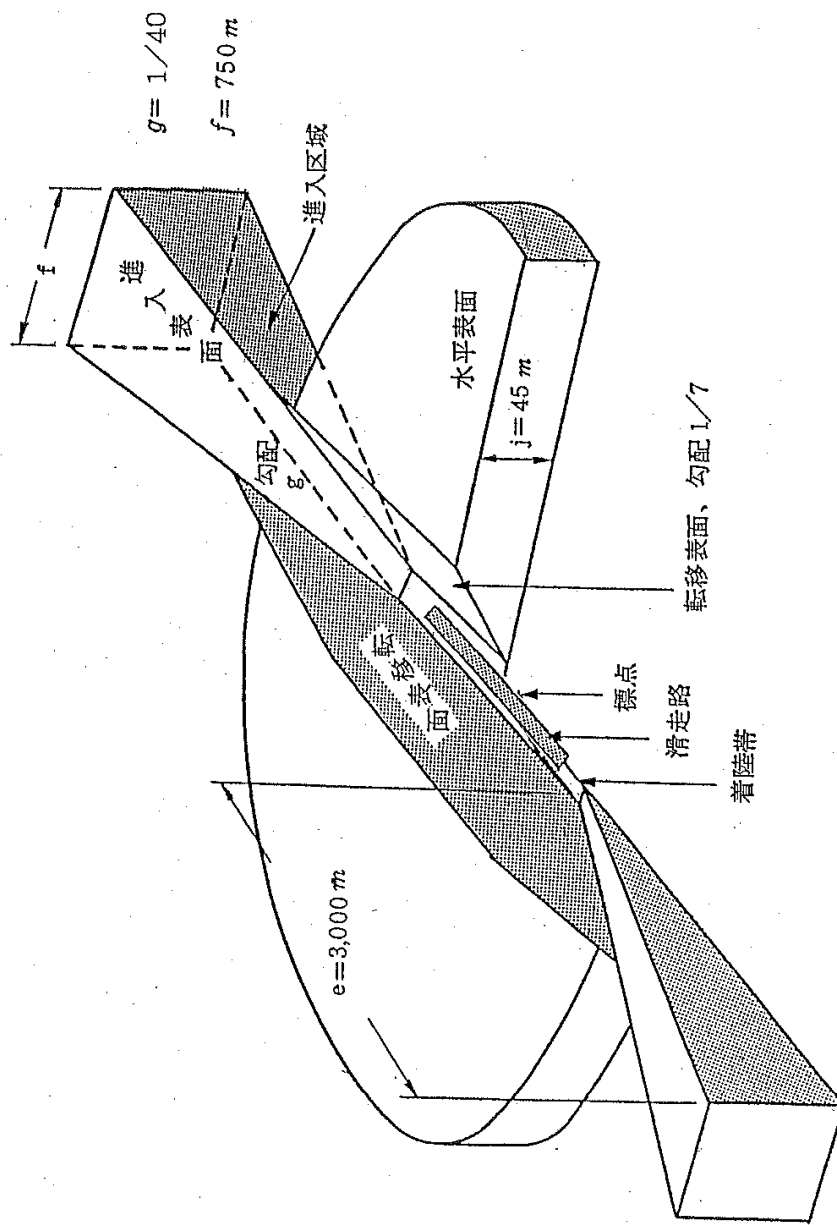 g= 1/40
f= 750 m
f
進入表面
勾配
g
進入区域
水平表面
j=45 m
転移表面、勾配 1/7
転移表面
標点
滑走路
着陸帯
e=3,000 m